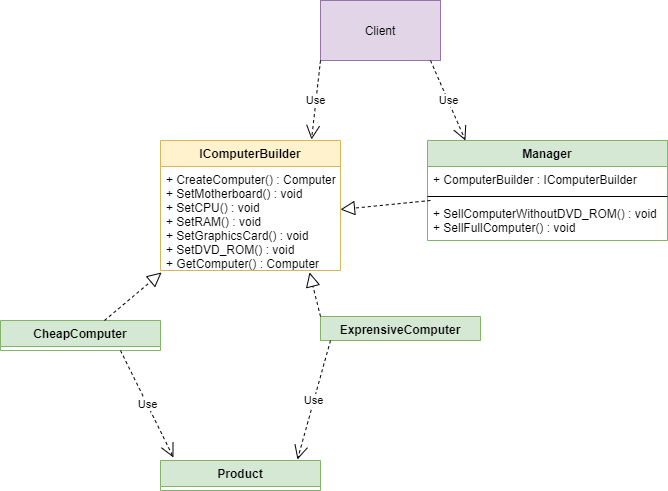 Client
Use
Use
IComputerBuilder
+ CreateComputer() : Computer
+ SetMotherboard() : void
+ SetCPU() : void
+ SetRAM() : void
+ SetGraphicsCard() : void
+ SetDVD_ROM() : void
+ GetComputer() : Computer
Manager
+ ComputerBuilder : IComputerBuilder
+ SellComputerWithoutDVD_ROM() : void
+ SellFullComputer() : void
CheapComputer
ExprensiveComputer
Use
Use
Product